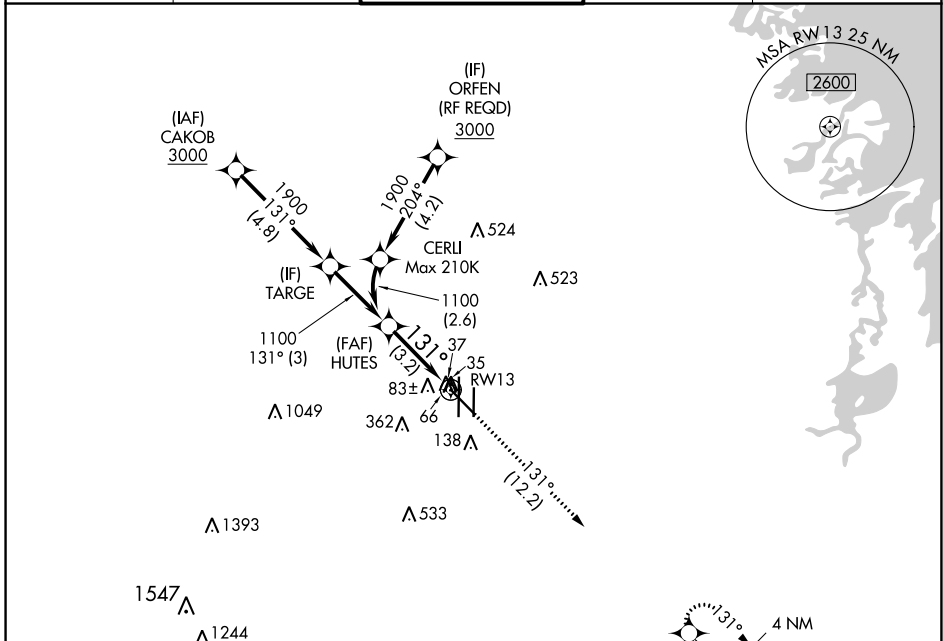 MSA RW13 25 NM
2600
(IF)
ORFEN
(RF REQD)
3000
(IAF)
CAKOB
3000
1900
131°
(4.8)
1900
204°
(4.2)
524
CERLI
Max 210K
523
(IF)
TARGE
1100
(2.6)
1100
131° (3)
(FAF)
HUTES
131°
(3.2)
37
35
RW13
83±
66
1049
362
138
131°
(12.2)
533
1393
1547
1244
131°
4 NM